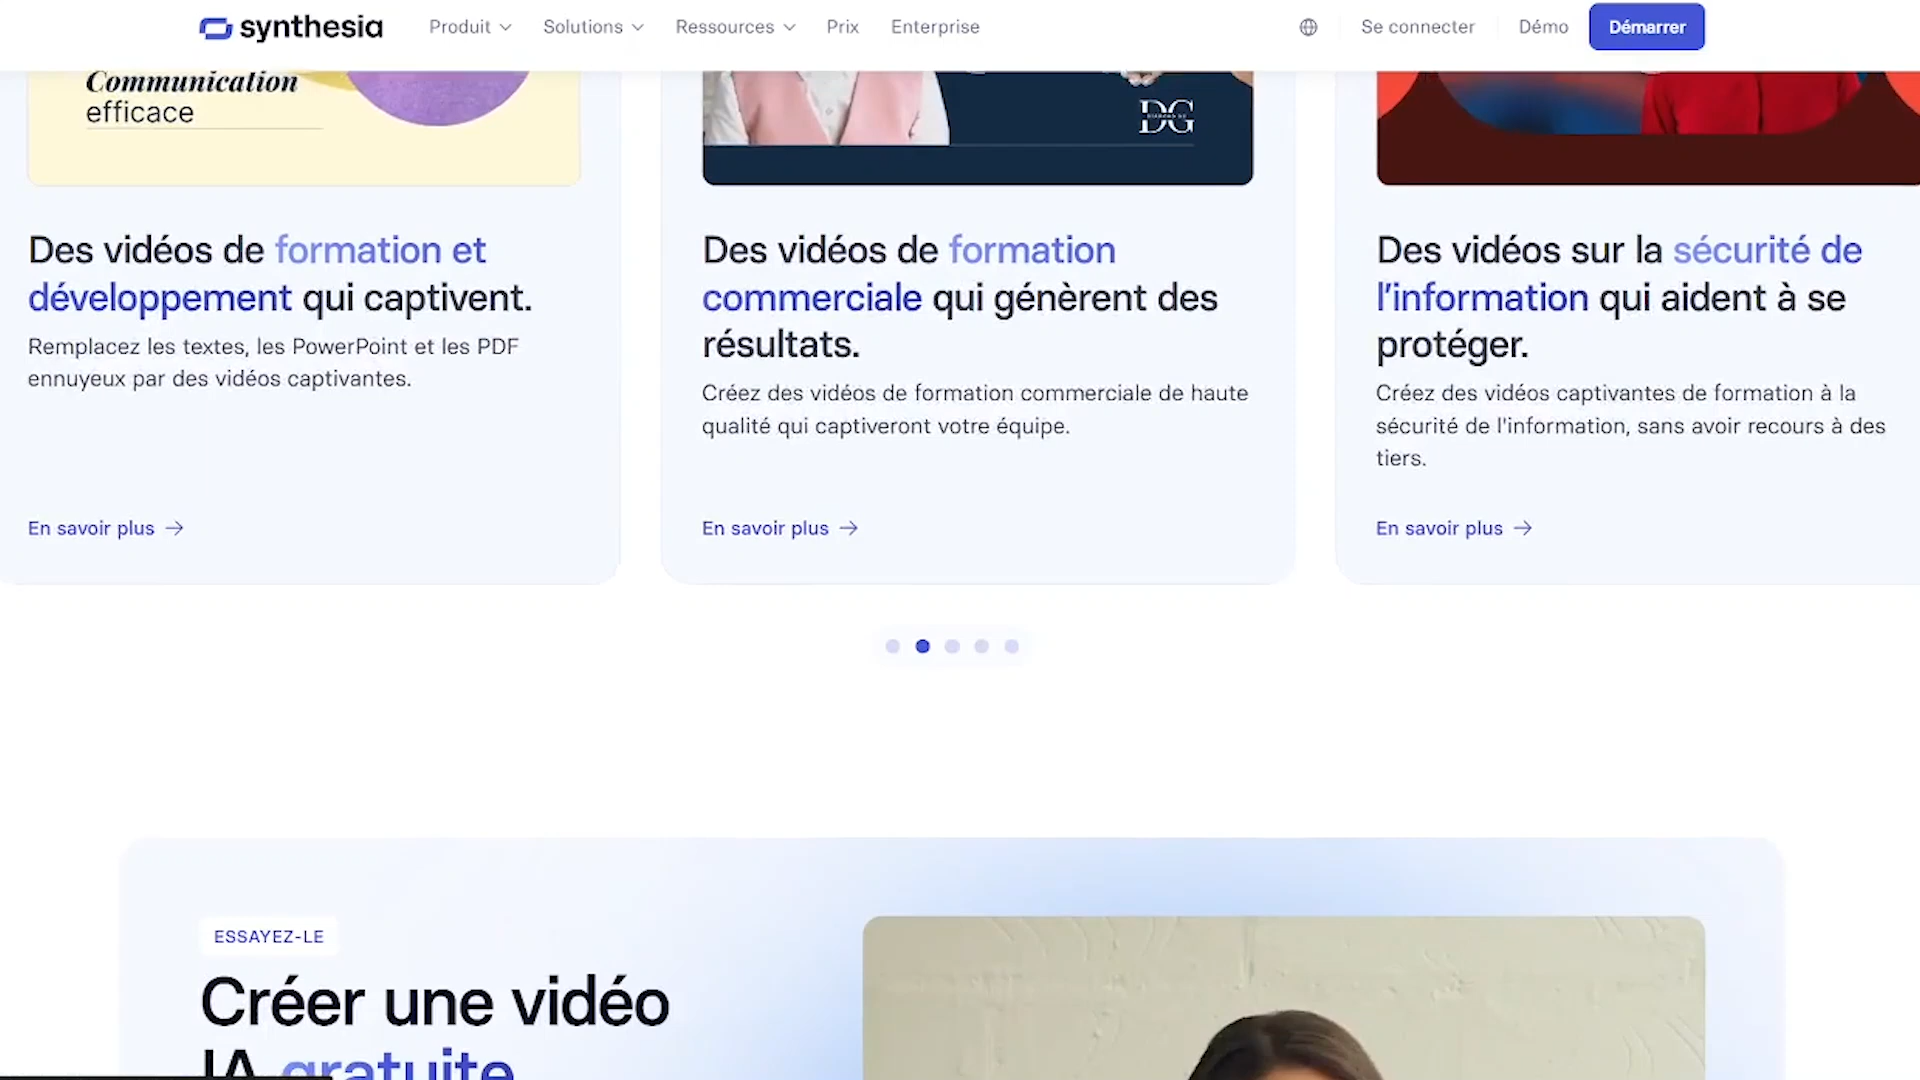 synthesia
Produit
Solutions
Ressources
Prix
Enterprise
Se connecter
Démo
Démarrer
Communication
efficace
DG
Des vidéos de formation et
développement qui captivent.
Remplacez les textes, les PowerPoint et les PDF
ennuyeux par des vidéos captivantes.
En savoir plus
Des vidéos de formation
commerciale qui génèrent des
résultats.
Créez des vidéos de formation commerciale de haute
qualité qui captiveront votre équipe.
En savoir plus
Des vidéos sur la sécurité de
l'information qui aident à se
protéger.
Créez des vidéos captivantes de formation à la
sécurité de l'information, sans avoir recours à des
tiers.
En savoir plus
ESSAYEZ-LE
Créer une vidéo
IA gratuite